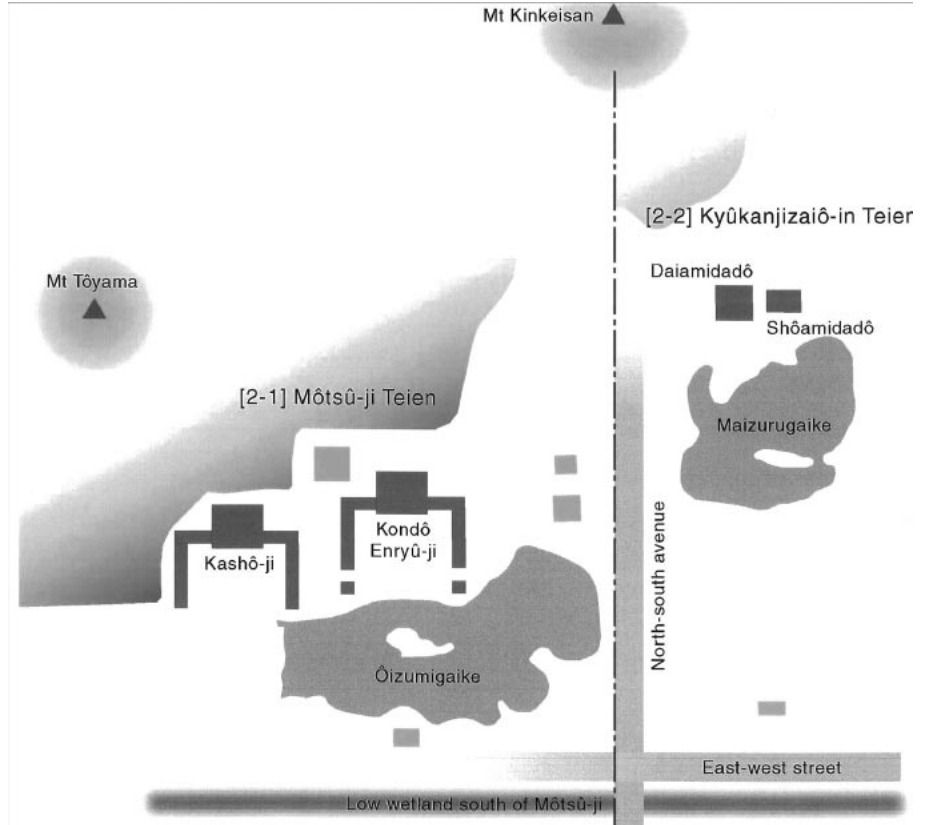 Mt Kinkeisan
[2-2] Kyûkanjizaiô-in Teien
Mt Tôyama
Daiamidadô
Shôamidadô
[2-1] Môtsû-ji Teien
Maizurugaike
Kondô
Enryû-ji
Kashô-ji
North-south avenue
Ôizumigaike
East-west street
Low wetland south of Môtsû-ji